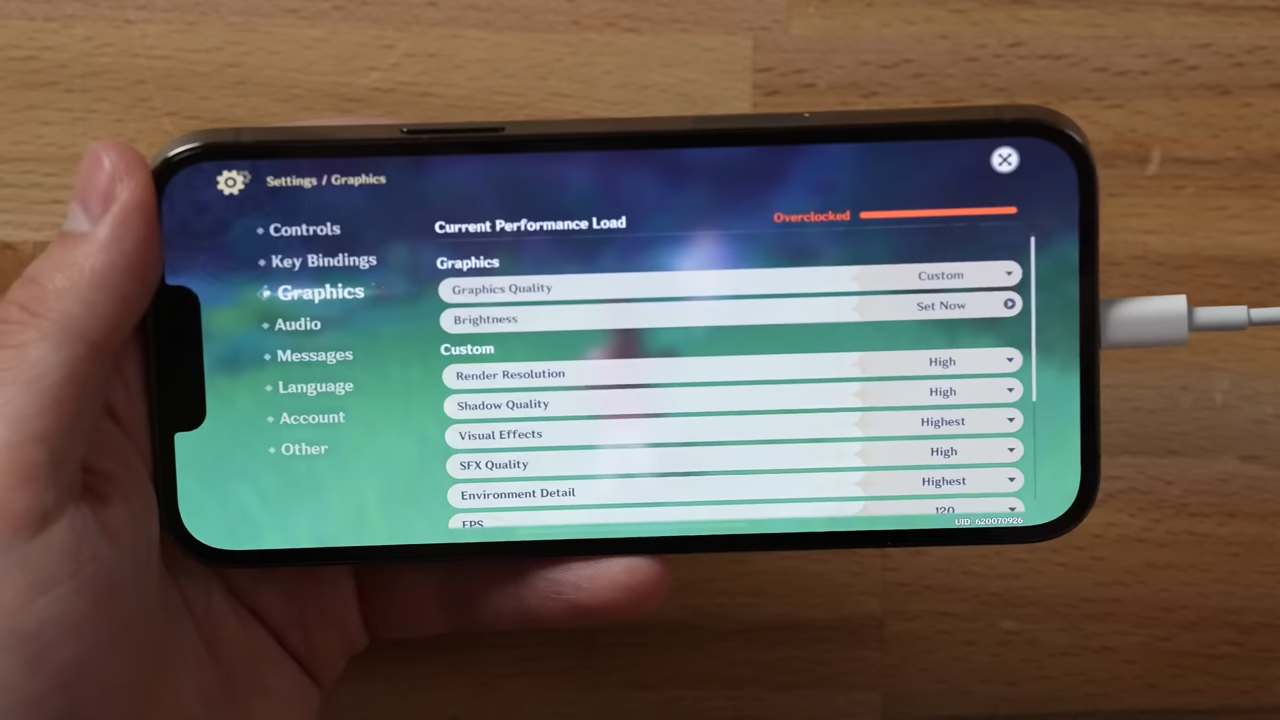 Settings / Graphics
Controls
Key Bindings
Graphics
Audio
Messages
Language
Account
Other
Current Performance Load Overclocked
Graphics
Graphics Quality Custom
Brightness Set Now
Custom
Render Resolution High
Shadow Quality High
Visual Effects Highest
SFX Quality High
Environment Detail Highest
FPS 120
UID: 620070926